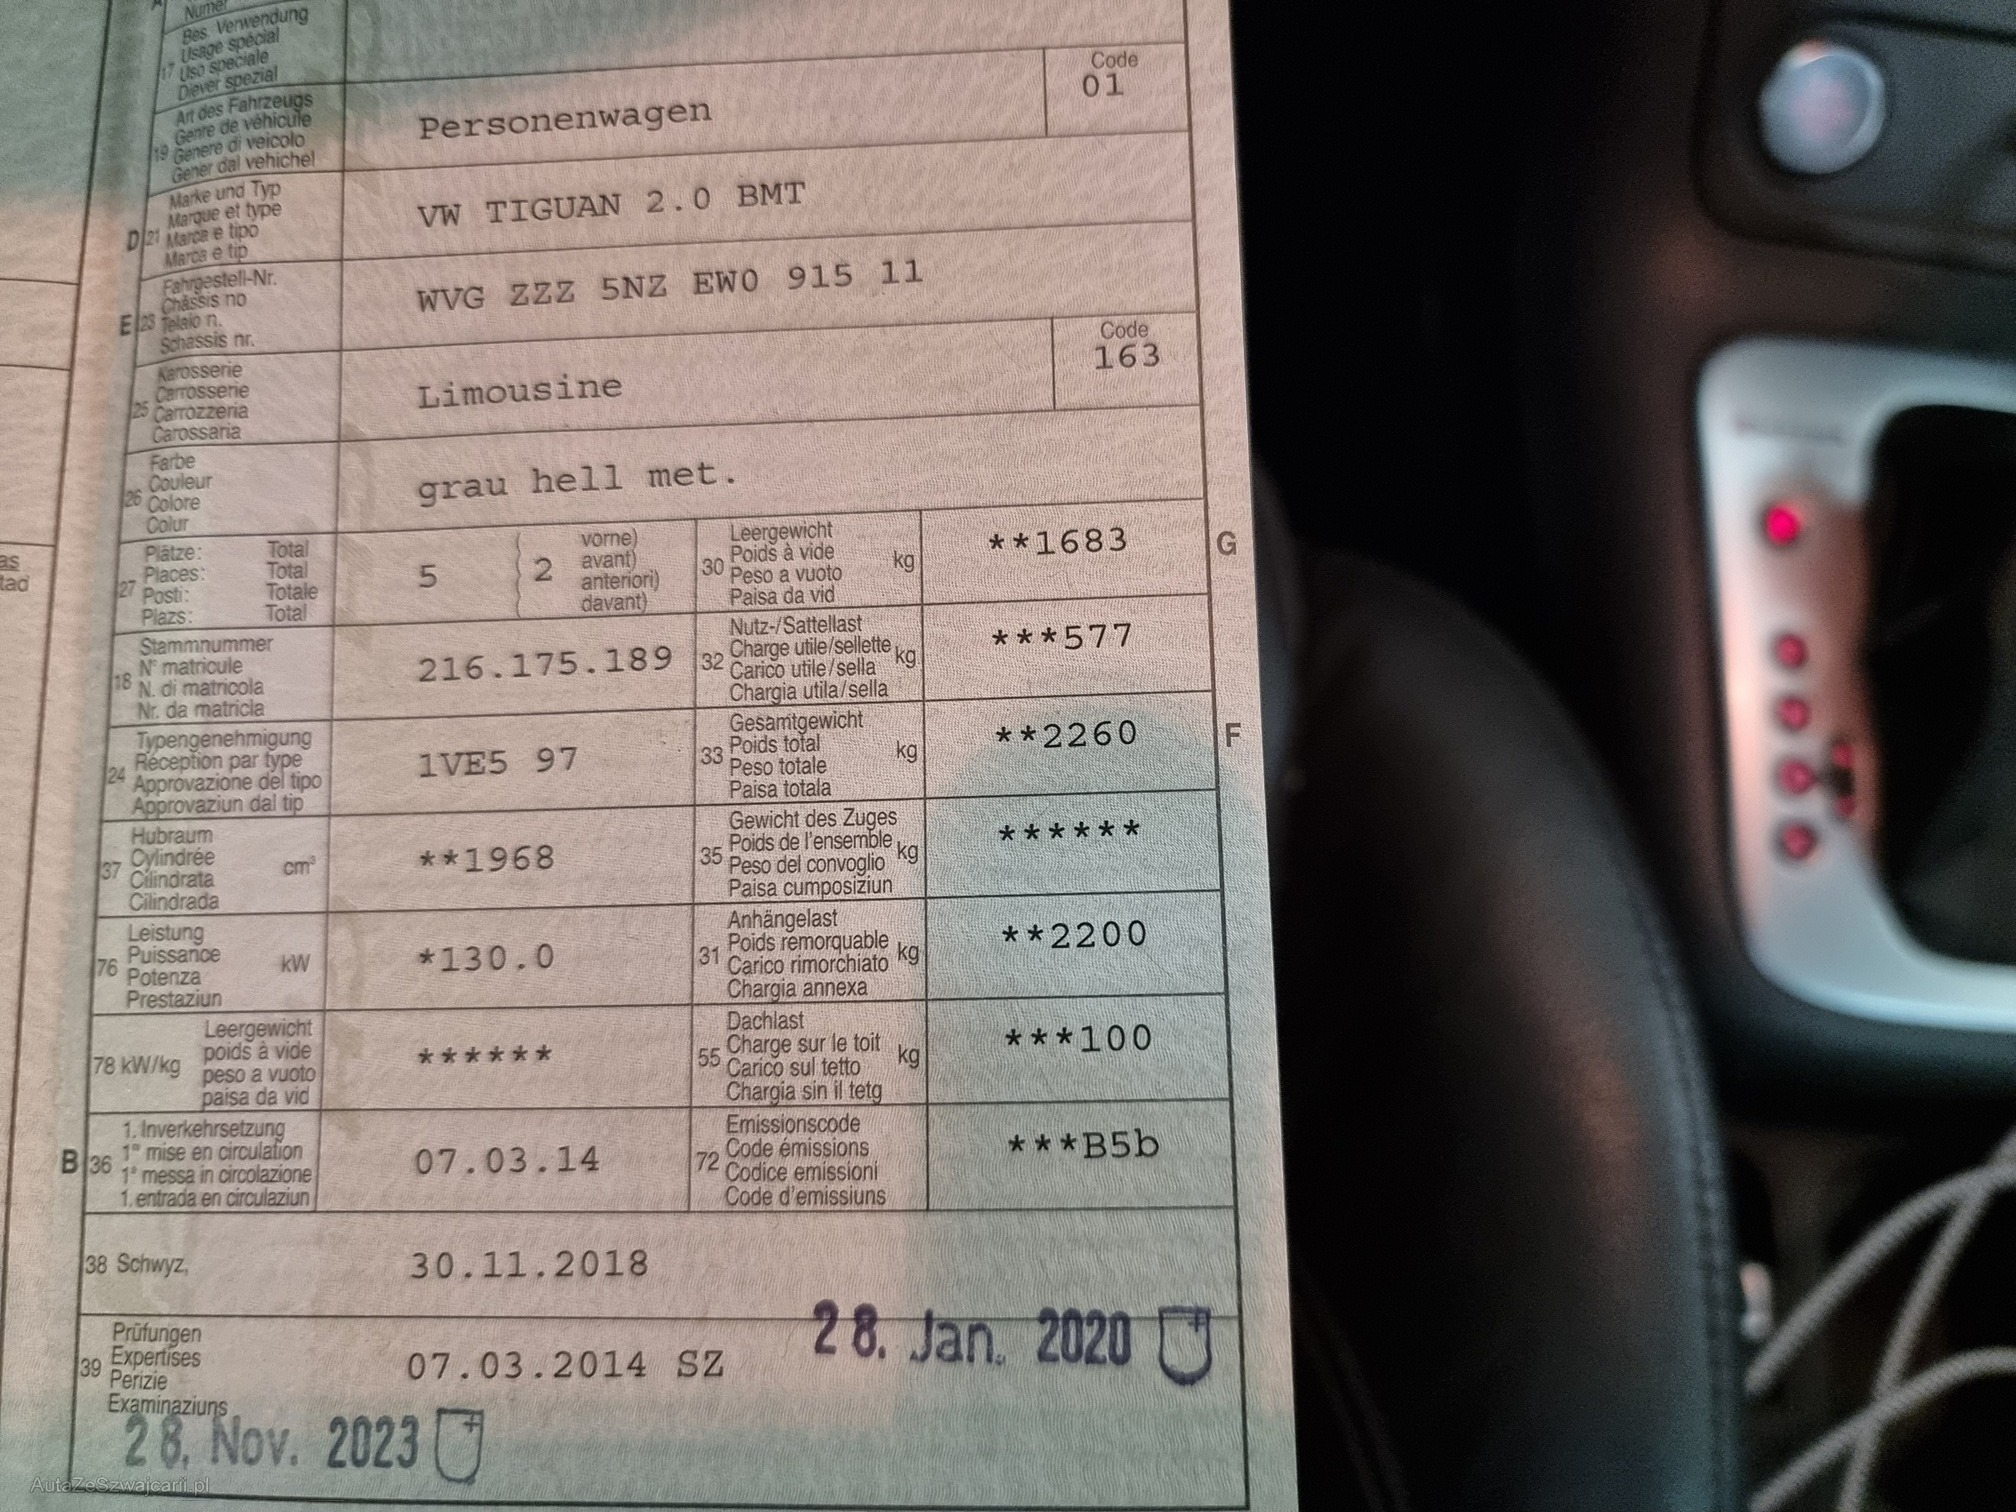 Numer
Bes. Verwendung
Usage spécial
17 Uso speciale
Diever spezial
Art des Fahrzeugs
Genre de véhicule
19 Genere di veicolo
Gener dal vehichel
Personenwagen
Code
01
Marke und Typ
Marque et type
D 21 Marca e tipo
Marca e tip
VW TIGUAN 2.0 BMT
Fahrgestell-Nr.
Châssis no
E 23 Telaio n.
Schassis nr.
WVG ZZZ 5NZ EW0 915 11
Karosserie
Carrosserie
25 Carrozzeria
Carossaria
Limousine
Code
163
Farbe
Couleur
26 Colore
Colur
grau hell met.
Plätze: Total
Places: Total
27 Posti: Totale
Plazs: Total
5 2
vorne)
avant)
anteriori)
davant)
Leergewicht
30 Poids à vide kg
Peso a vuoto
Paisa da vid
**1683
G
Stammnummer
N° matricule
18 N. di matricola
Nr. da matricla
216.175.189
Nutz-/Sattellast
Charge utile/sellette
32 Carico utile/sella kg
Chargia utila/sella
***577
Typengenehmigung
Réception par type
24 Approvazione del tipo
Approvaziun dal tip
1VE5 97
Gesamtgewicht
33 Poids total kg
Peso totale
Paisa totala
**2260
F
Hubraum
37 Cylindrée cm³
Cilindrata
Cilindrada
**1968
Gewicht des Zuges
Poids de l'ensemble
35 Peso del convoglio kg
Paisa cumposiziun
******
Leistung
Puissance
76 Potenza kW
Prestaziun
*130.0
Anhängelast
Poids remorquable
31 Carico rimorchiato kg
Chargia annexa
**2200
Leergewicht
poids à vide
78 kW/kg peso a vuoto
paisa da vid
******
Dachlast
55 Charge sur le toit kg
Carico sul tetto
Chargia sin il tetg
***100
1. Inverkehrsetzung
B 36 1re mise en circulation
1a messa in circolazione
1. entrada en circulaziun
07.03.14
Emissionscode
Code émissions
72 Codice emissioni
Code d'emissiuns
***B5b
38 Schwyz, 30.11.2018
Prüfungen
39 Expertises
Perizie
Examinaziuns
07.03.2014 SZ
28. Jan. 2020
28. Nov. 2023
AutaZeSzwajcarii.pl